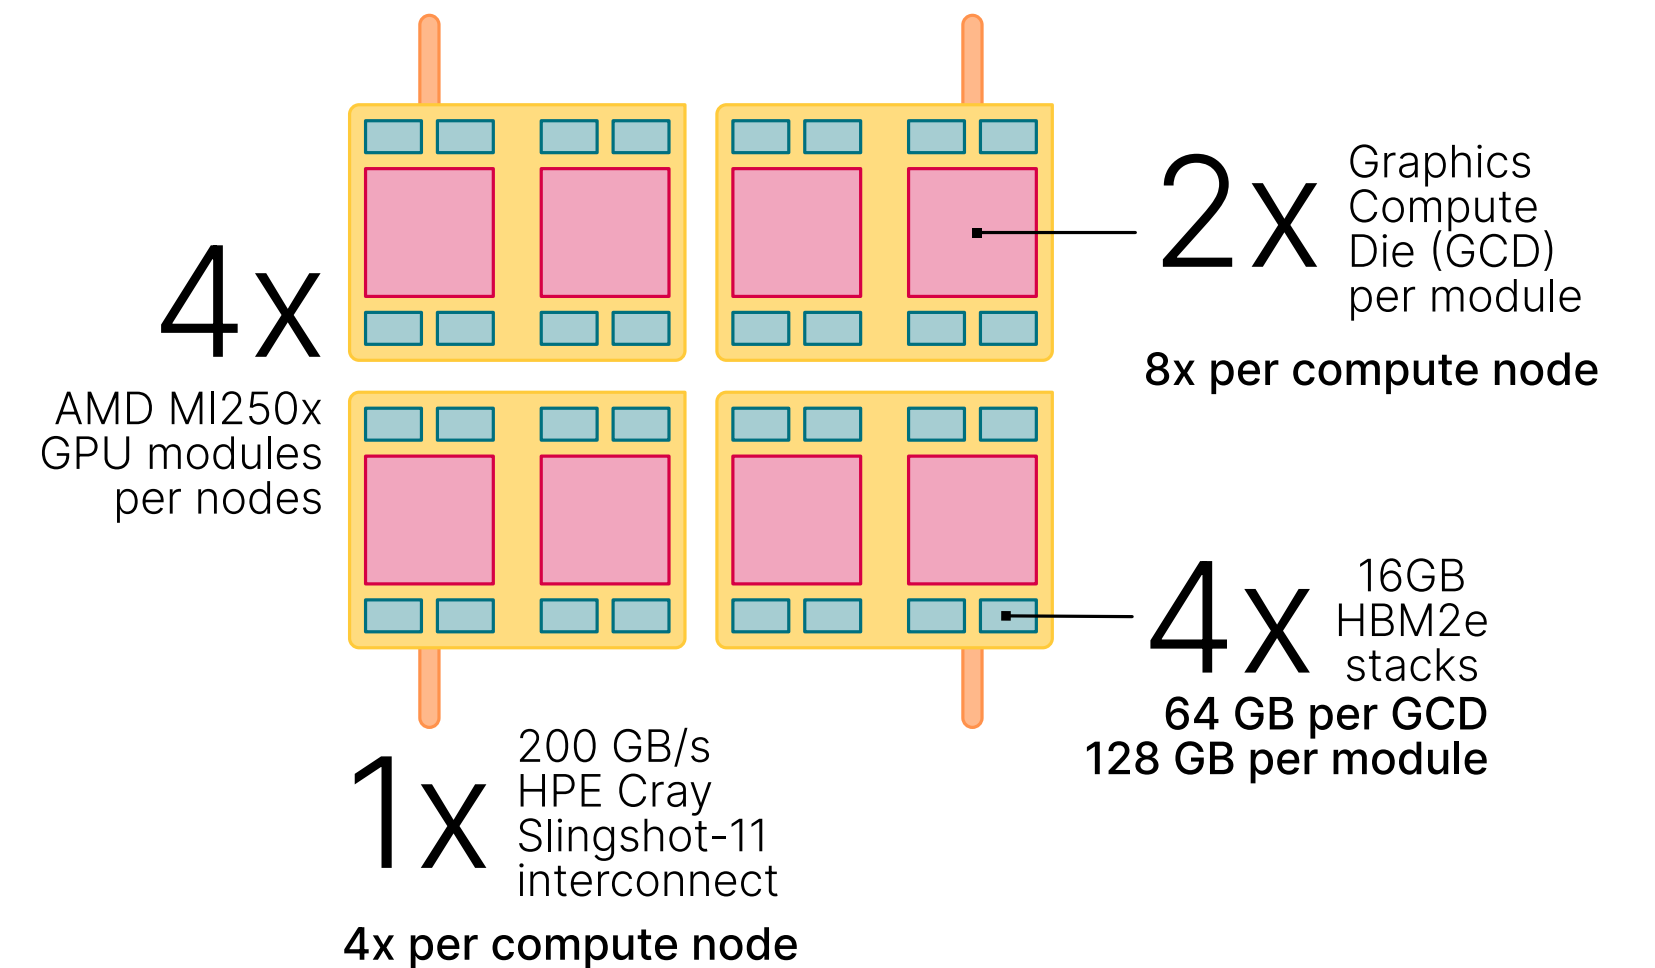 4x
AMD MI250x
GPU modules
per nodes
2x
Graphics
Compute
Die (GCD)
per module
8x per compute node
4x
16GB
HBM2e
stacks
64 GB per GCD
128 GB per module
1x
200 GB/s
HPE Cray
Slingshot-11
interconnect
4x per compute node